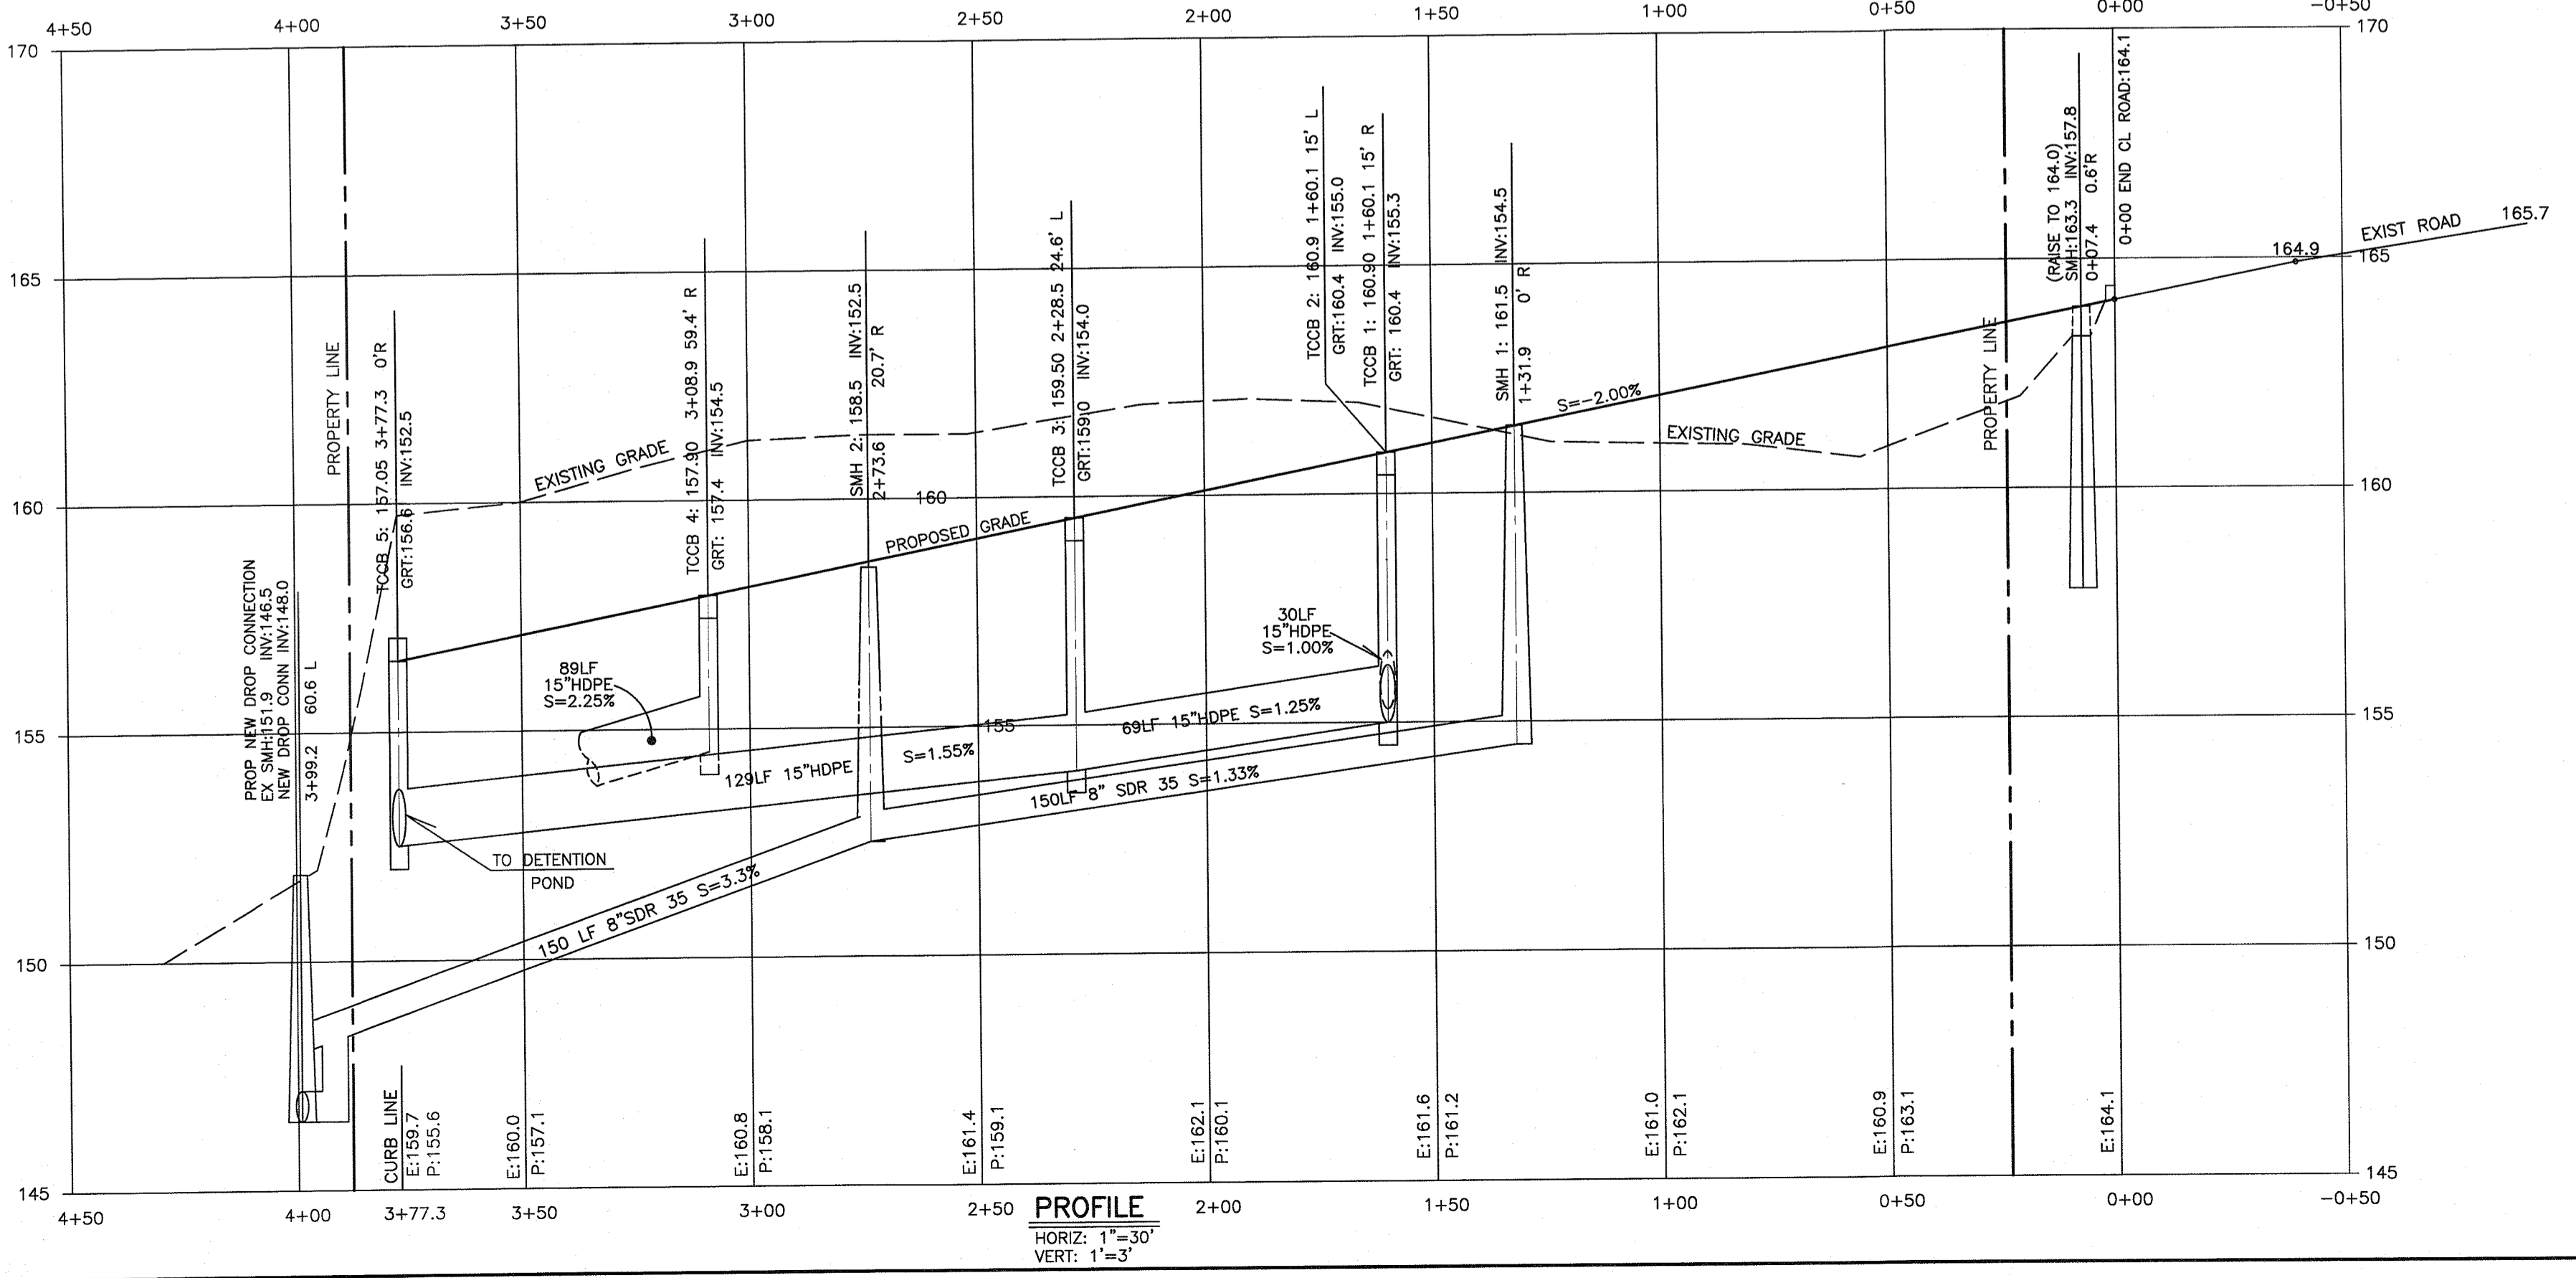 4+50
4+00
3+50
3+00
2+50
2+00
1+50
1+00
0+50
0+00
-0+50
170
170
165
165
160
160
155
155
150
150
145
145
160
155
PROPERTY LINE
PROP NEW DROP CONNECTION
EX SMH:151.9 INV:146.5
NEW DROP CONN INV:148.0
3+99.2 60.6 L
TCCB 5: 157.05 3+77.3 0'R
GRT:156.6 INV:152.5
EXISTING GRADE
TCCB 4: 157.90 3+08.9 59.4' R
GRT: 157.4 INV:154.5
SMH 2: 158.5 INV:152.5
2+73.6 20.7' R
TCCB 3: 159.50 2+28.5 24.6' L
GRT:159.0 INV:154.0
TCCB 2: 160.9 1+60.1 15' L
GRT:160.4 INV:155.0
TCCB 1: 160.90 1+60.1 15' R
GRT: 160.4 INV:155.3
SMH 1: 161.5 INV:154.5
1+31.9 0' R
S=-2.00%
EXISTING GRADE
PROPERTY LINE
(RAISE TO 164.0)
SMH:163.3 INV:157.8
0+07.4 0.6'R
0+00 END CL ROAD:164.1
164.9
EXIST ROAD
165.7
PROPOSED GRADE
89LF
15"HDPE
S=2.25%
30LF
15"HDPE
S=1.00%
69LF 15"HDPE S=1.25%
129LF 15"HDPE
S=1.55%
150LF 8" SDR 35 S=1.33%
TO DETENTION
POND
150 LF 8"SDR 35 S=3.3%
CURB LINE
E:159.7
P:155.6
E:160.0
P:157.1
E:160.8
P:158.1
E:161.4
P:159.1
E:162.1
P:160.1
E:161.6
P:161.2
E:161.0
P:162.1
E:160.9
P:163.1
E:164.1
4+50
4+00
3+77.3
3+50
3+00
2+50
2+00
1+50
1+00
0+50
0+00
-0+50
PROFILE
HORIZ: 1"=30'
VERT: 1'=3'